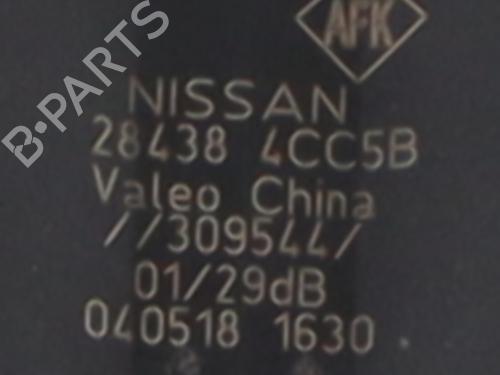 AFK
NISSAN
28438 4CC5B
Valeo China
//309544/
01/29dB
040518 1630
B-PARTS